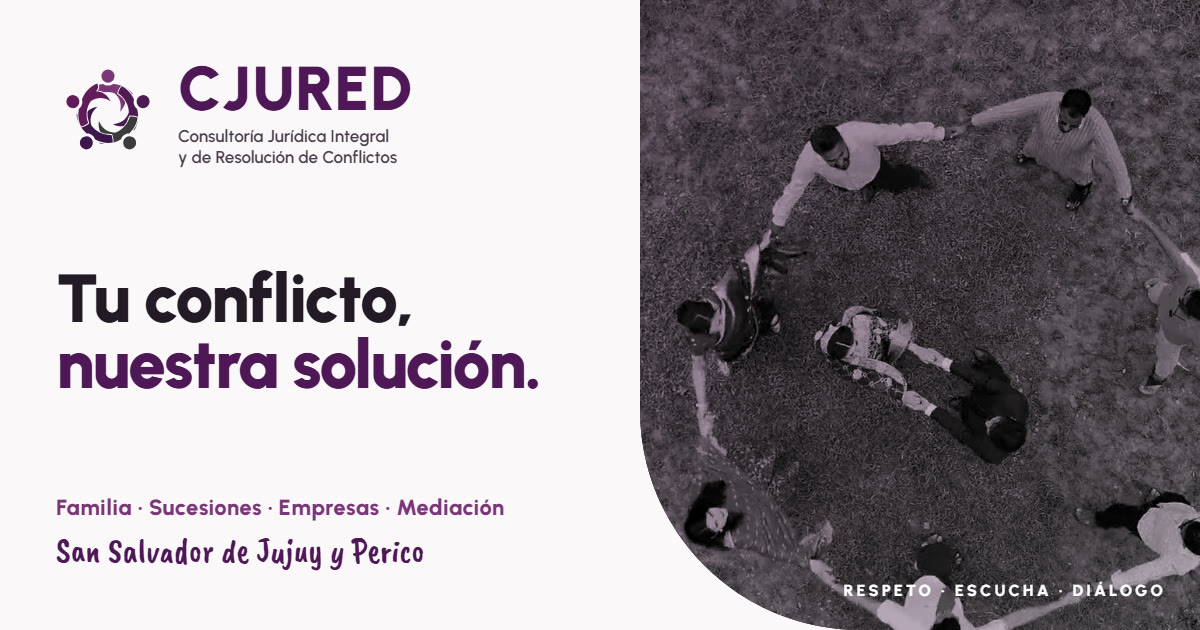 CJURED
Consultoría Jurídica Integral
y de Resolución de Conflictos
Tu conflicto,
nuestra solución.
Familia · Sucesiones · Empresas · Mediación
San Salvador de Jujuy y Perico
RESPETO · ESCUCHA · DIÁLOGO